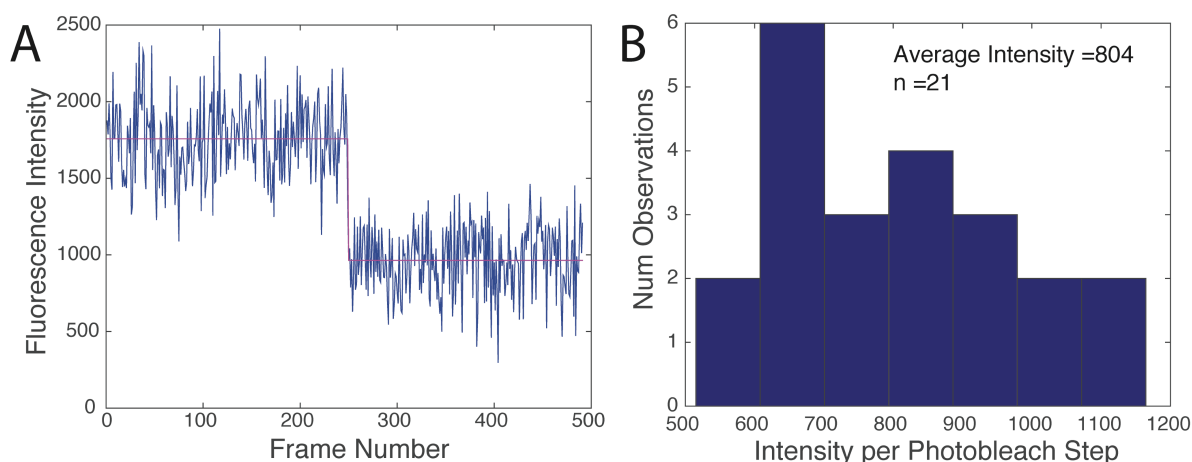 A
2500
2000
1500
1000
500
0
Fluorescence Intensity
0 100 200 300 400 500
Frame Number
B
6
5
4
3
2
1
0
Num Observations
Average Intensity =804
n =21
500 600 700 800 900 1000 1100 1200
Intensity per Photobleach Step